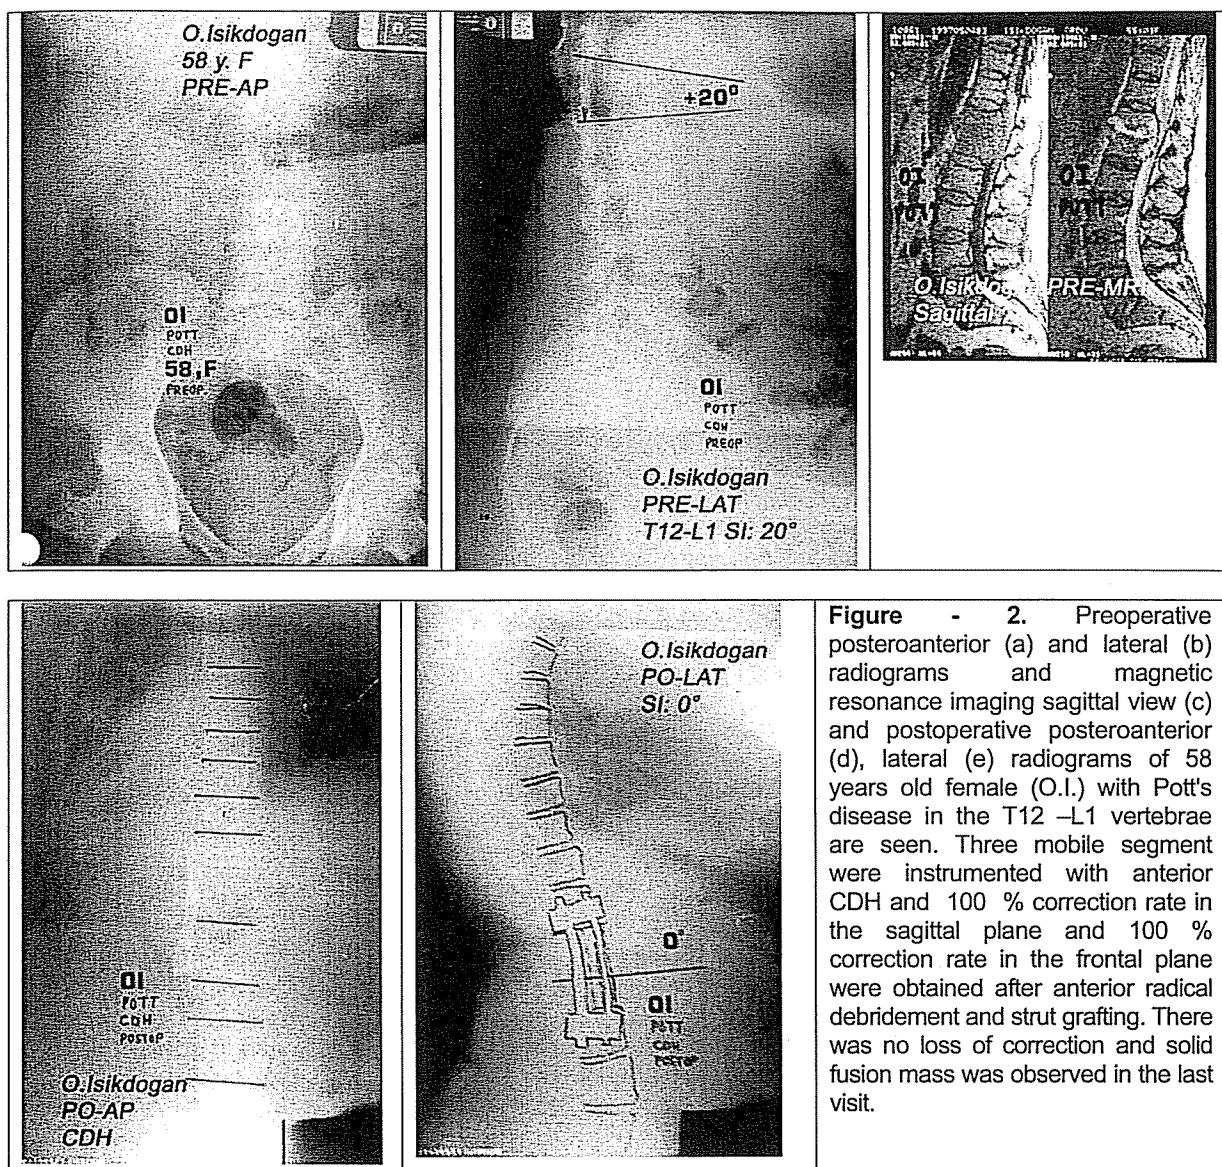 O.Isikdogan
58 y. F
PRE-AP
OI
POTT
CDH
58,F
PREOP.
+20°
OI
POTT
CDH
PREOP
O.Isikdogan
PRE-LAT
T12-L1 SI: 20°
OI
POTT
OI
POTT
PRE-MRI
Sagittal
OI
POTT
CDH
POSTOP
O.Isikdogan
PO-AP
CDH
O.Isikdogan
PO-LAT
SI: 0°
0°
OI
POTT
CDH
POSTOP
Figure - 2. Preoperative
posteroanterior (a) and lateral (b)
radiograms and magnetic
resonance imaging sagittal view (c)
and postoperative posteroanterior
(d), lateral (e) radiograms of 58
years old female (O.I.) with Pott's
disease in the T12 –L1 vertebrae
are seen. Three mobile segment
were instrumented with anterior
CDH and 100 % correction rate in
the sagittal plane and 100 %
correction rate in the frontal plane
were obtained after anterior radical
debridement and strut grafting. There
was no loss of correction and solid
fusion mass was observed in the last
visit.